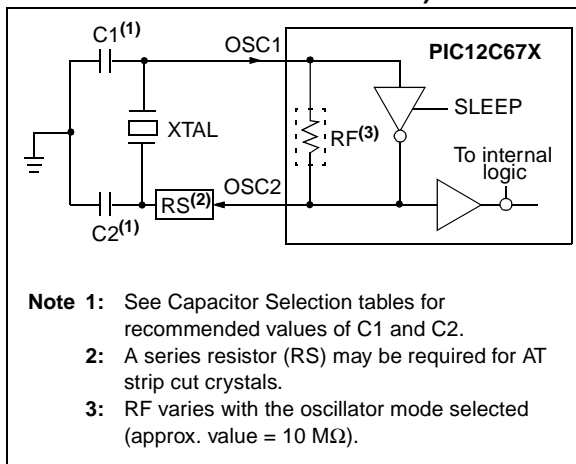 C1(1)
OSC1
PIC12C67X
SLEEP
XTAL
RF(3)
To internal
logic
OSC2
RS(2)
C2(1)
Note 1: See Capacitor Selection tables for
recommended values of C1 and C2.
2: A series resistor (RS) may be required for AT
strip cut crystals.
3: RF varies with the oscillator mode selected
(approx. value = 10 MΩ).